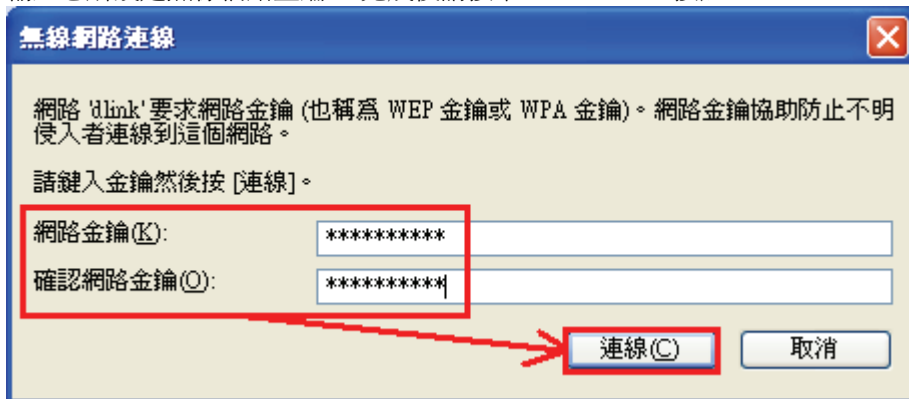 無線網路連線
網路 'dlink' 要求網路金鑰 (也稱爲 WEP 金鑰或 WPA 金鑰)。網路金鑰協助防止不明
侵入者連線到這個網路。
請鍵入金鑰然後按 [連線]。
網路金鑰(K):
**********
確認網路金鑰(O):
**********
連線(C)
取消